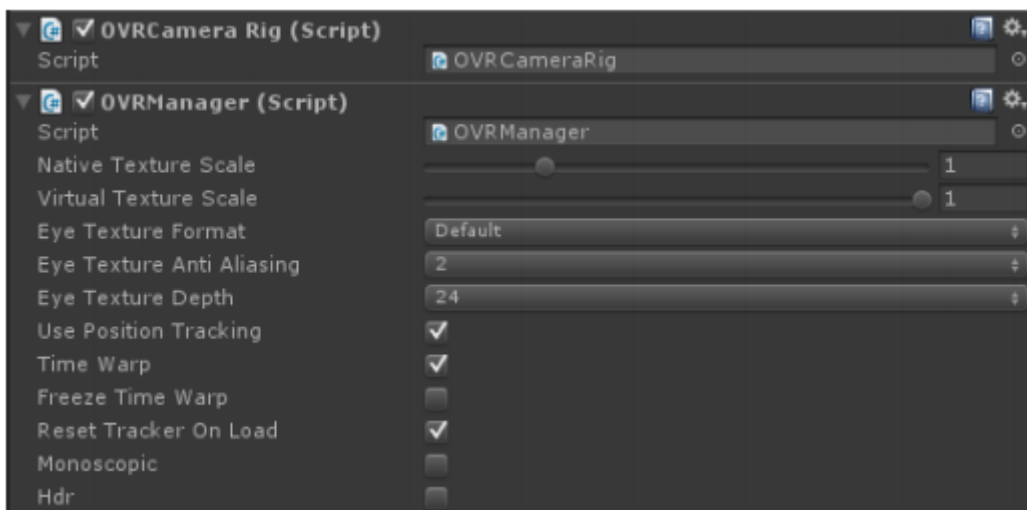 OVRCamera Rig (Script)
Script OVRCameraRig
OVRManager (Script)
Script OVRManager
Native Texture Scale 1
Virtual Texture Scale 1
Eye Texture Format Default
Eye Texture Anti Aliasing 2
Eye Texture Depth 24
Use Position Tracking
Time Warp
Freeze Time Warp
Reset Tracker On Load
Monoscopic
Hdr